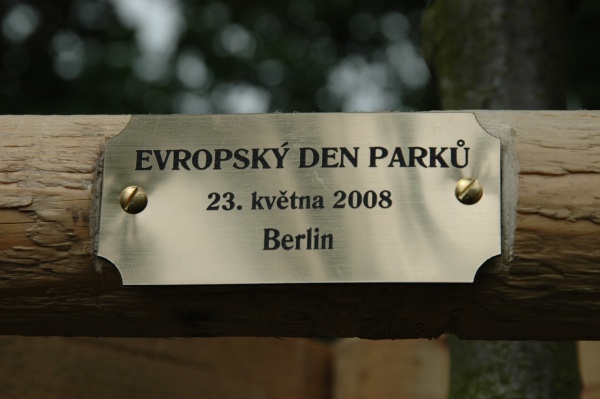 EVROPSKÝ DEN PARKŮ
23. května 2008
Berlin